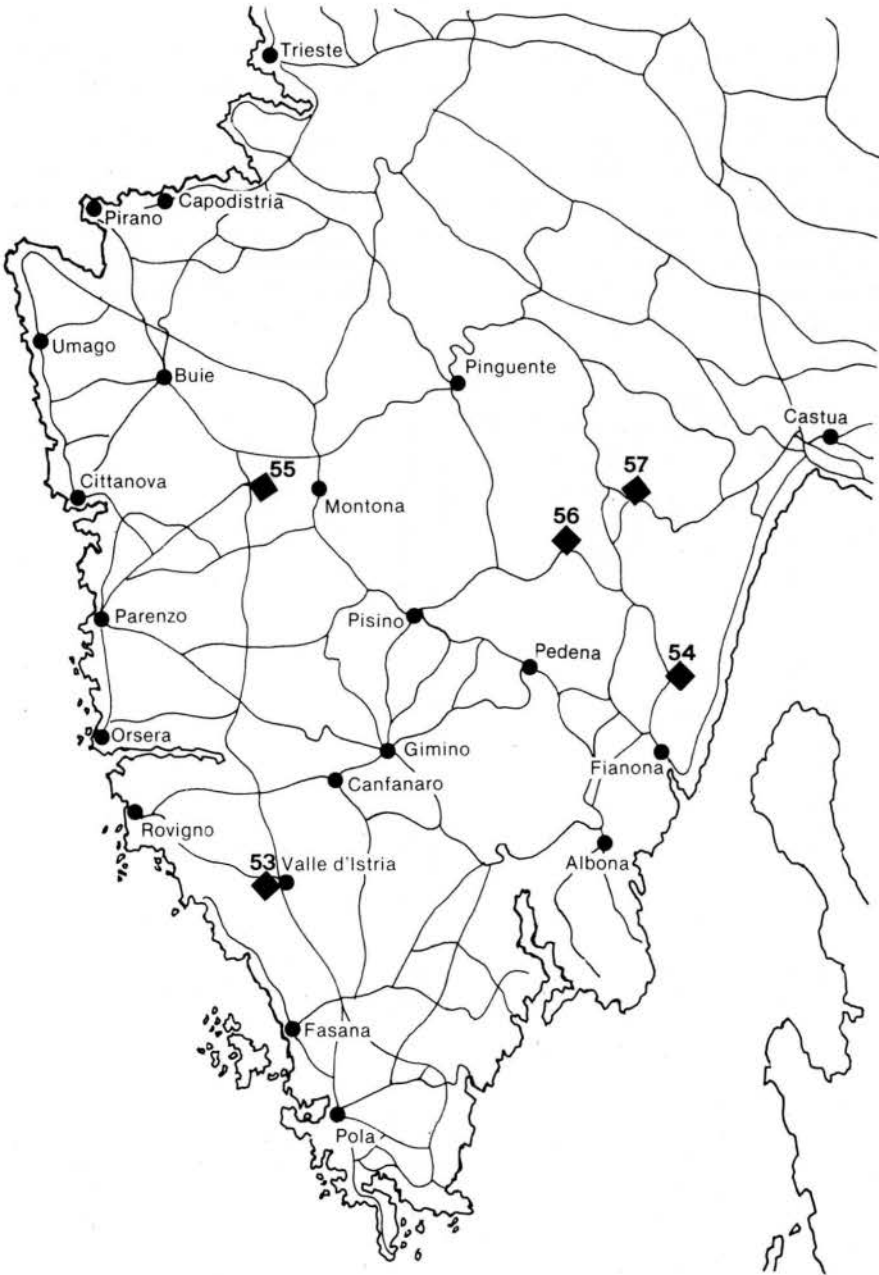 Trieste
Capodistria
Pirano
Umago
Buie
Pinguente
Castua
55
57
Cittanova
Montona
56
Parenzo
Pisino
Pedena
54
Orsera
Gimino
Fianona
Canfanaro
Rovigno
53
Valle d'Istria
Albona
Fasana
Pola